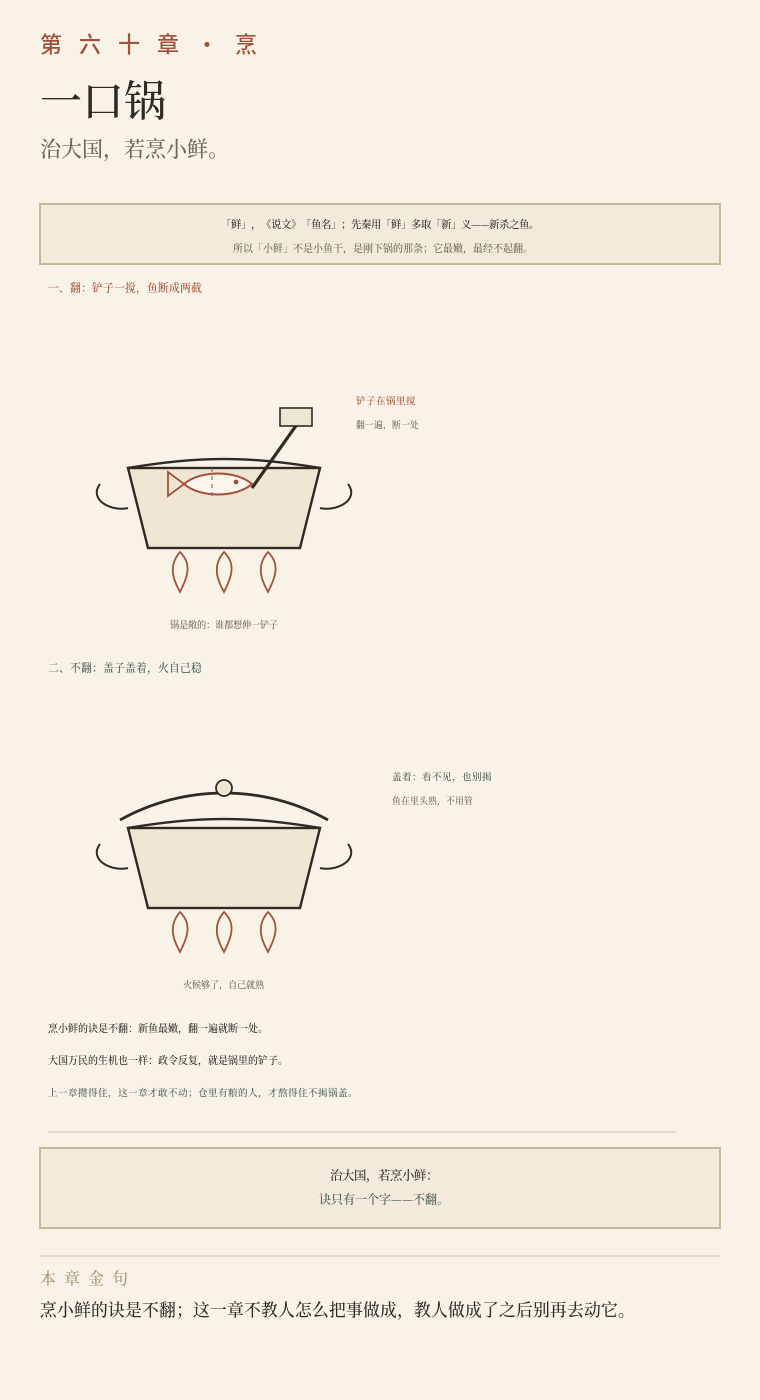 第六十章·烹
一口锅
治大国，若烹小鲜。
「鲜」，《说文》「鱼名」；先秦用「鲜」多取「新」义——新杀之鱼。
所以「小鲜」不是小鱼干，是刚下锅的那条；它最嫩，最经不起翻。
一、翻：铲子一搅，鱼断成两截
铲子在锅里搅
翻一遍，断一处
锅是敞的：谁都想伸一铲子
二、不翻：盖子盖着，火自己稳
盖着：看不见，也别揭
鱼在里头熟，不用管
火候够了，自己就熟
烹小鲜的诀是不翻：新鱼最嫩，翻一遍就断一处。
大国万民的生机也一样：政令反复，就是锅里的铲子。
上一章攒得住，这一章才敢不动；仓里有粮的人，才熬得住不揭锅盖。
治大国，若烹小鲜：
诀只有一个字——不翻。
本章金句
烹小鲜的诀是不翻；这一章不教人怎么把事做成，教人做成了之后别再去动它。